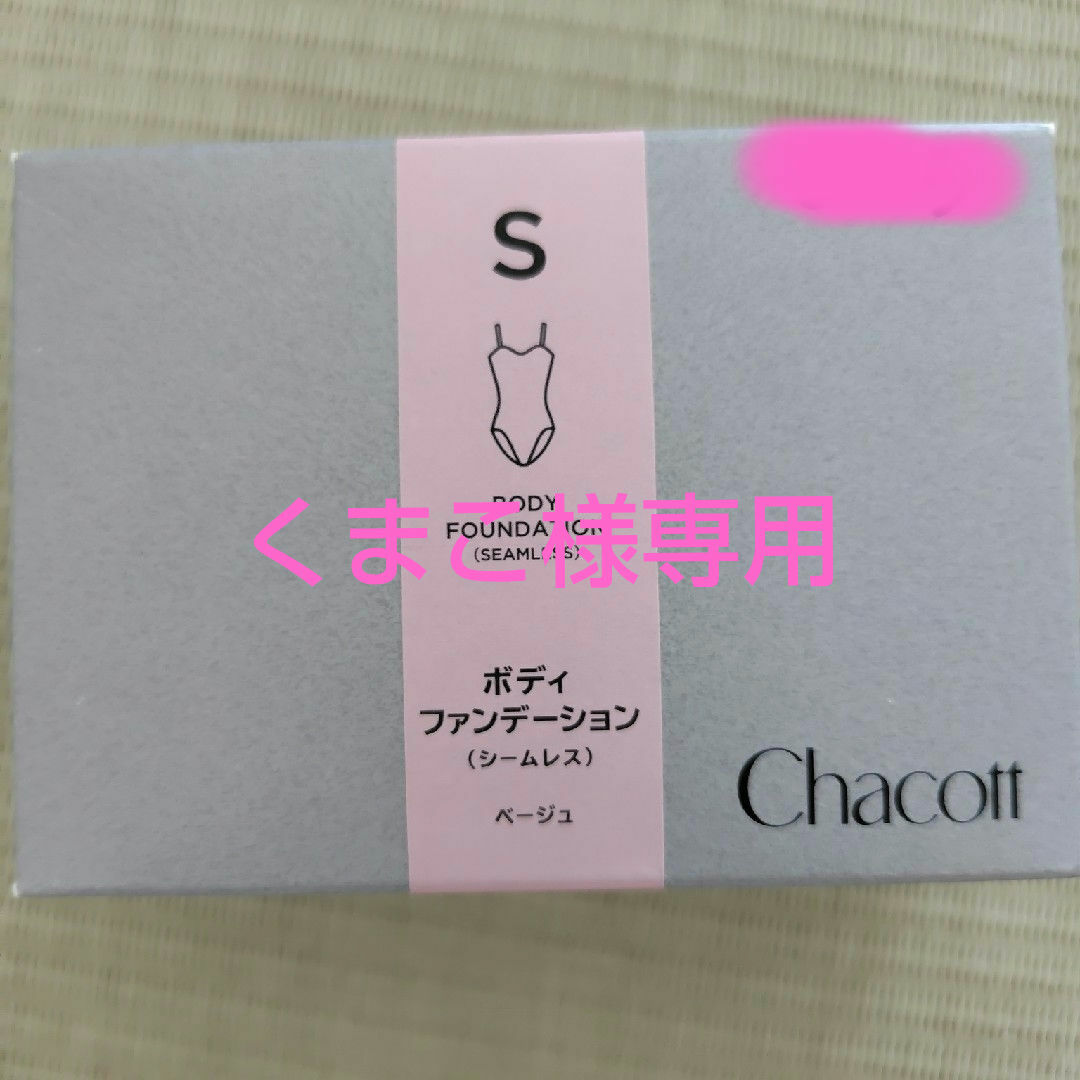 S
BODY
FOUNDATION
(SEAMLESS)
くまこ様専用
ボディ
ファンデーション
(シームレス)
ベージュ
Chacott